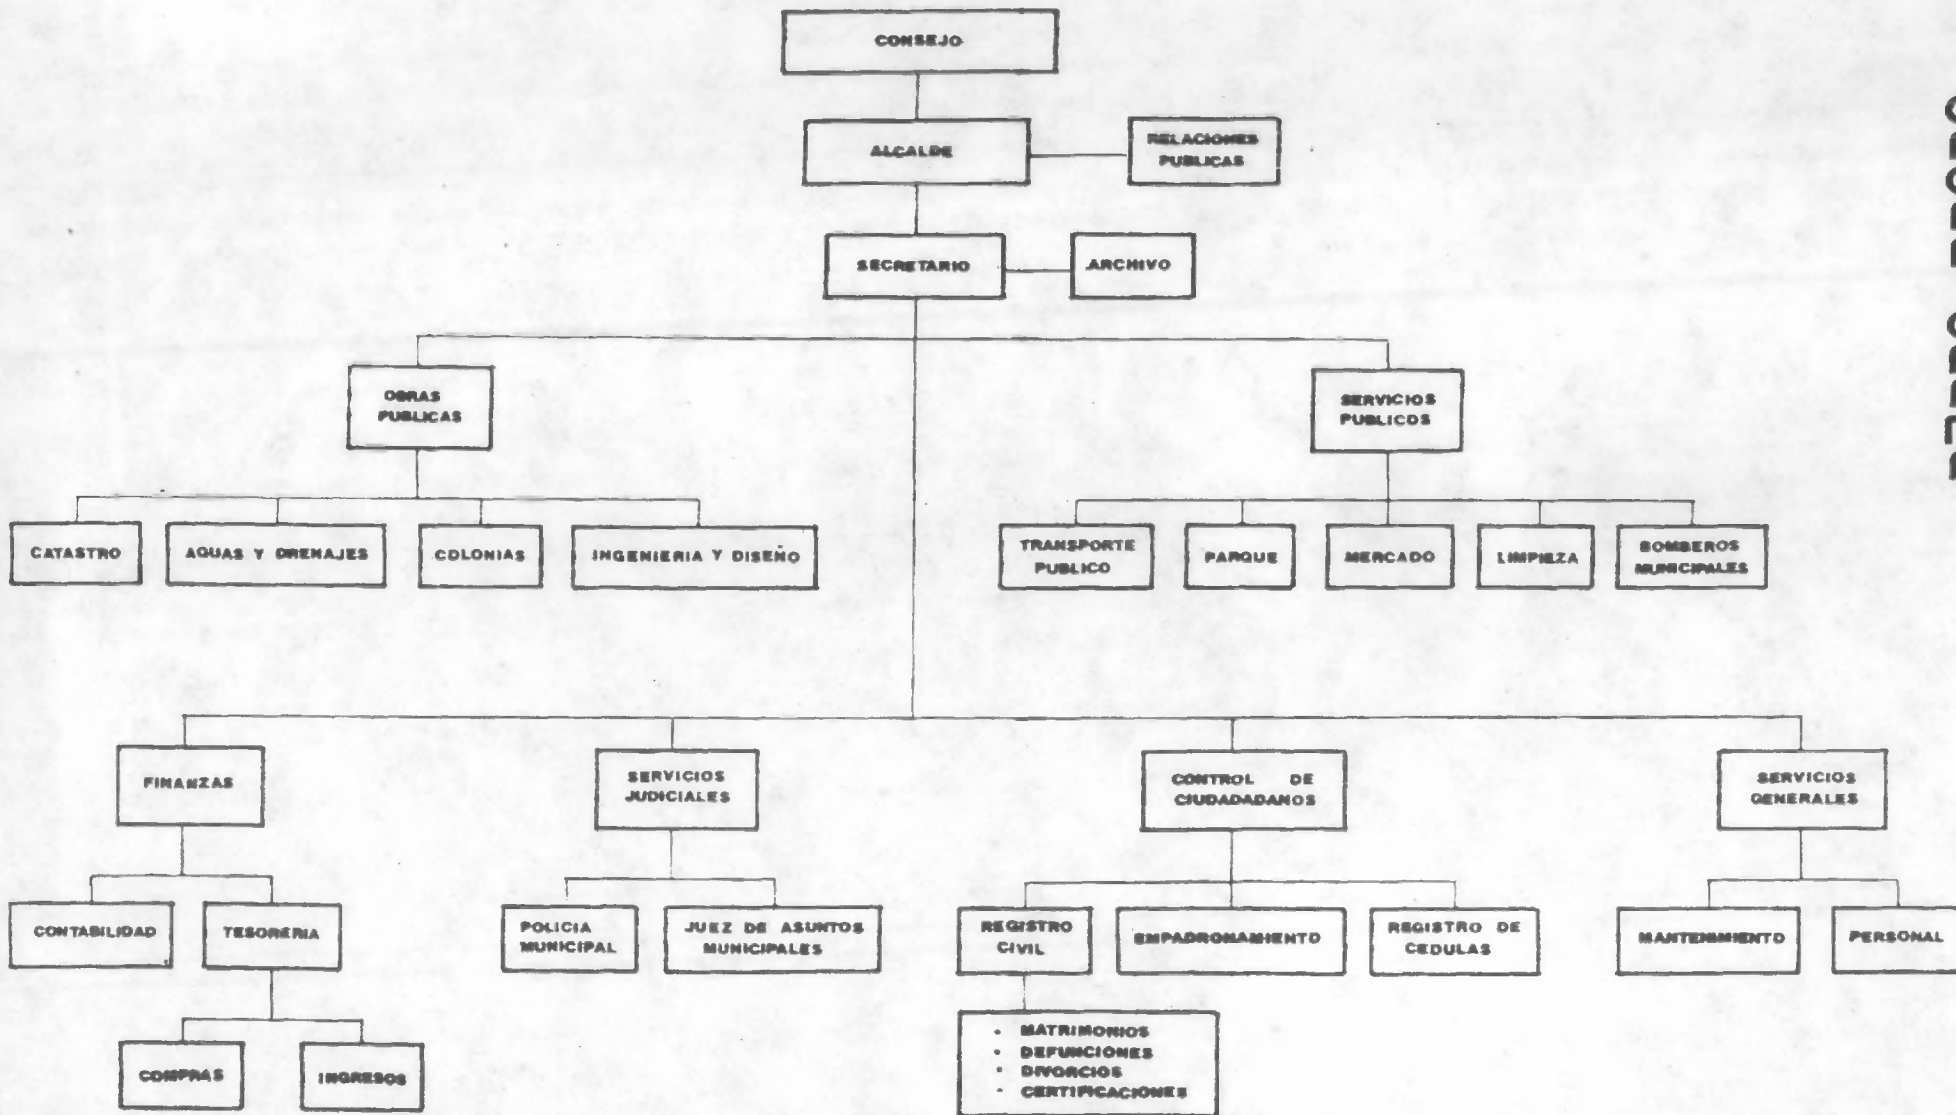 CONSEJO
ALCALDE
RELACIONES
PUBLICAS
SECRETARIO
ARCHIVO
OBRAS
PUBLICAS
SERVICIOS
PUBLICOS
CATASTRO
AGUAS Y DRENAJES
COLONIAS
INGENIERIA Y DISEÑO
TRANSPORTE
PUBLICO
PARQUE
MERCADO
LIMPIEZA
BOMBEROS
MUNICIPALES
FINANZAS
SERVICIOS
JUDICIALES
CONTROL DE
CIUDADADANOS
SERVICIOS
GENERALES
CONTABILIDAD
TESORERIA
POLICIA
MUNICIPAL
JUEZ DE ASUNTOS
MUNICIPALES
REGISTRO
CIVIL
EMPADRONAMIENTO
REGISTRO DE
CEDULAS
MANTENIMIENTO
PERSONAL
COMPRAS
INGRESOS
• MATRIMONIOS
• DEFUNCIONES
• DIVORCIOS
- CERTIFICACIONES